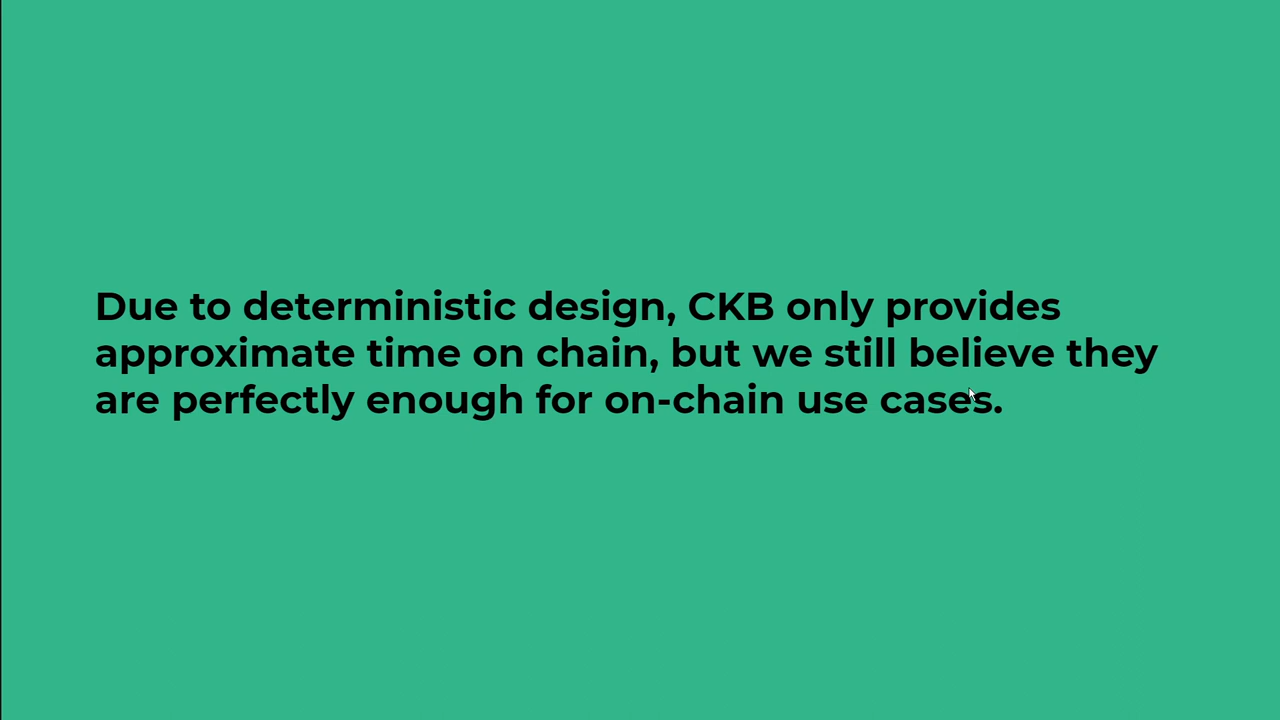 Due to deterministic design, CKB only provides
approximate time on chain, but we still believe they
are perfectly enough for on-chain use cases.